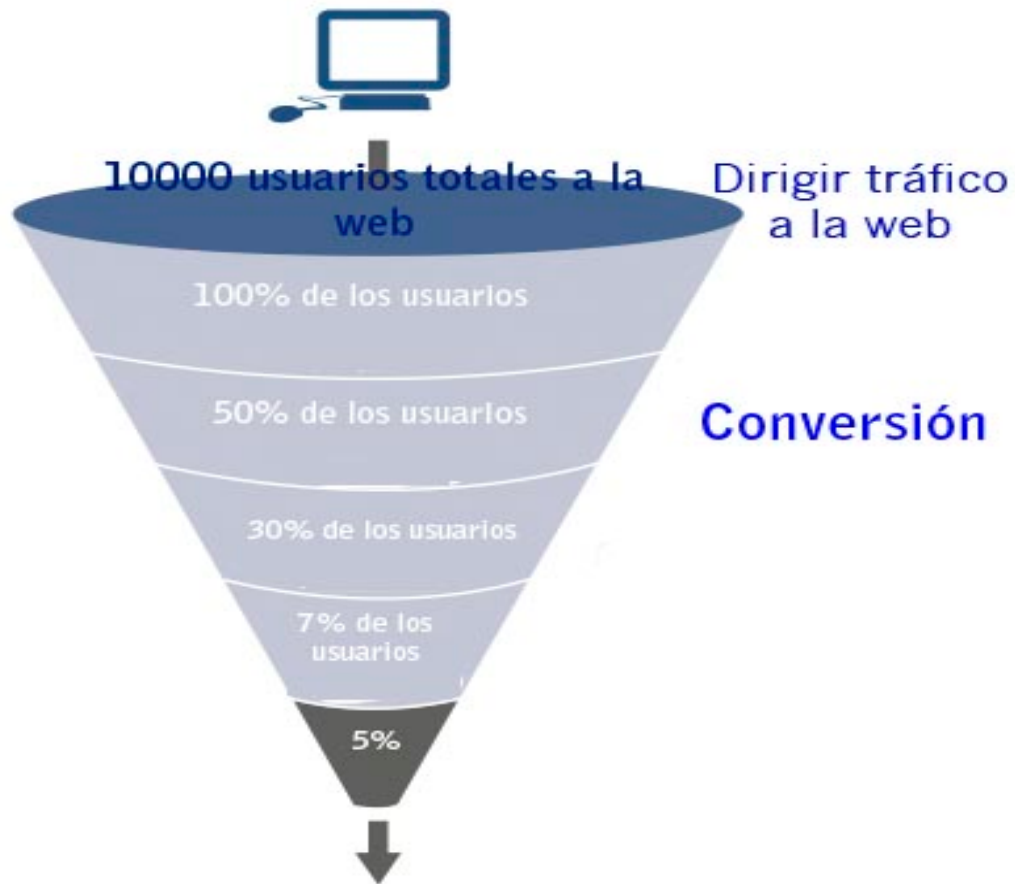 10000 usuarios totales a la
web
Dirigir tráfico
a la web
100% de los usuarios
50% de los usuarios
Conversión
30% de los usuarios
7% de los
usuarios
5%